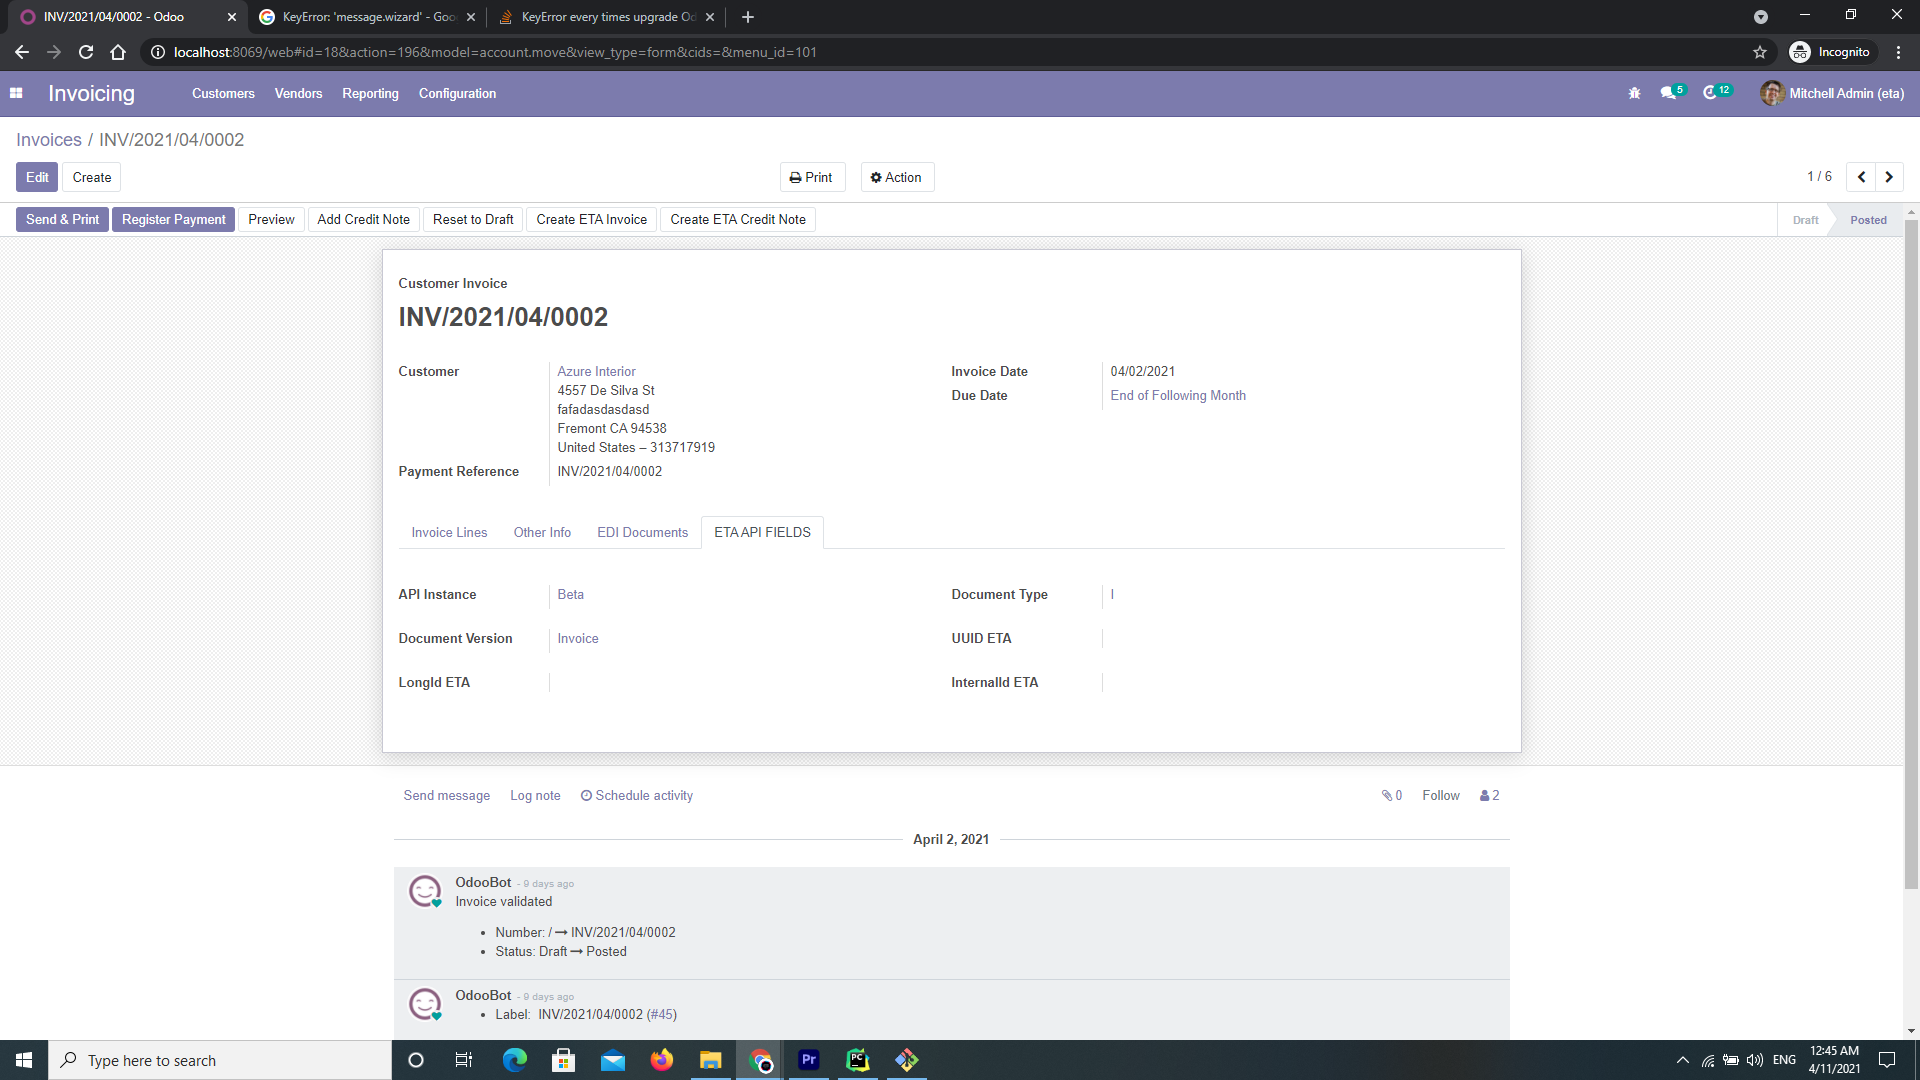 INV/2021/04/0002 - Odoo
KeyError: 'message.wizard' - Goo
KeyError every times upgrade Od
localhost:8069/web#id=18&action=196&model=account.move&view_type=form&cids=&menu_id=101
Incognito
Invoicing
Customers
Vendors
Reporting
Configuration
5
12
Mitchell Admin (eta)
Invoices / INV/2021/04/0002
Edit
Create
Print
Action
1 / 6
Send & Print
Register Payment
Preview
Add Credit Note
Reset to Draft
Create ETA Invoice
Create ETA Credit Note
Draft
Posted
Customer Invoice
INV/2021/04/0002
Customer
Azure Interior
4557 De Silva St
fafadasdasdasd
Fremont CA 94538
United States – 313717919
Payment Reference
INV/2021/04/0002
Invoice Date
04/02/2021
Due Date
End of Following Month
Invoice Lines
Other Info
EDI Documents
ETA API FIELDS
API Instance
Beta
Document Type
I
Document Version
Invoice
UUID ETA
LongId ETA
InternalId ETA
Send message
Log note
Schedule activity
0
Follow
2
April 2, 2021
OdooBot - 9 days ago
Invoice validated
• Number: / → INV/2021/04/0002
• Status: Draft → Posted
OdooBot - 9 days ago
• Label: INV/2021/04/0002 (#45)
Type here to search
Pr
PC
ENG
12:45 AM
4/11/2021